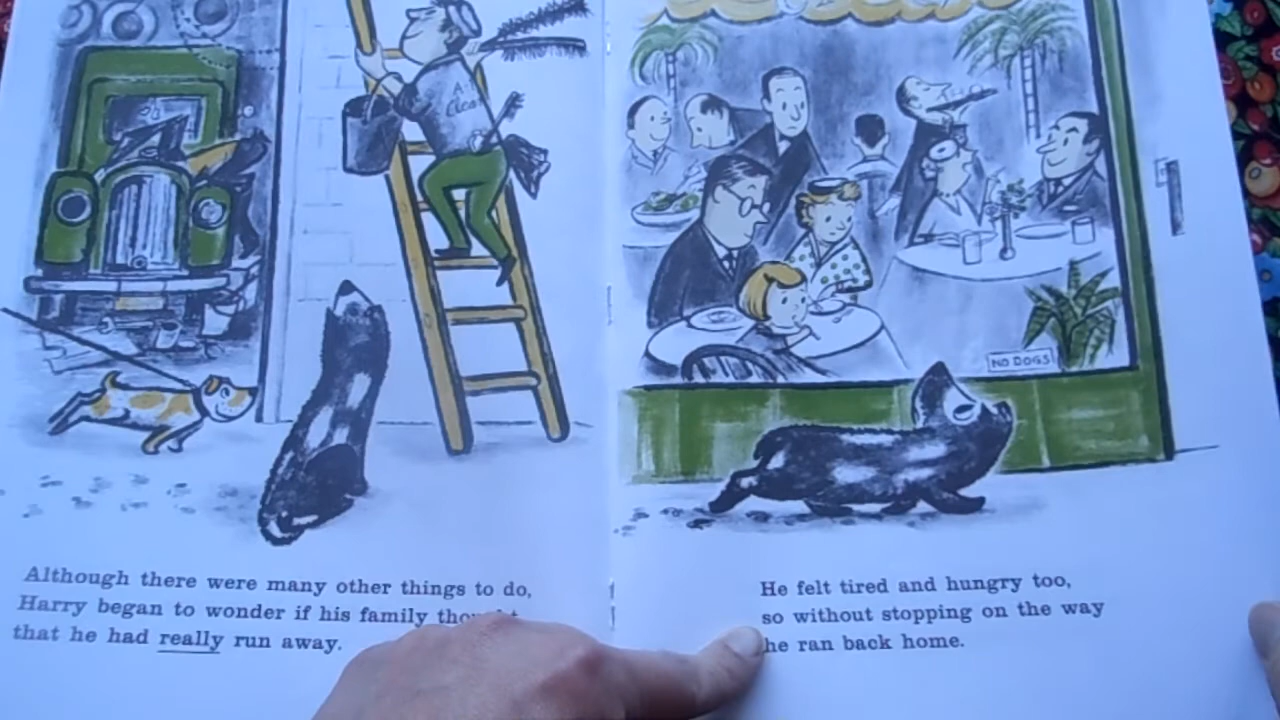 A-1
NO DOGS
Although there were many other things to do,
Harry began to wonder if his family
that he had really run away.
He felt tired and hungry too,
so without stopping on the way
he ran back home.